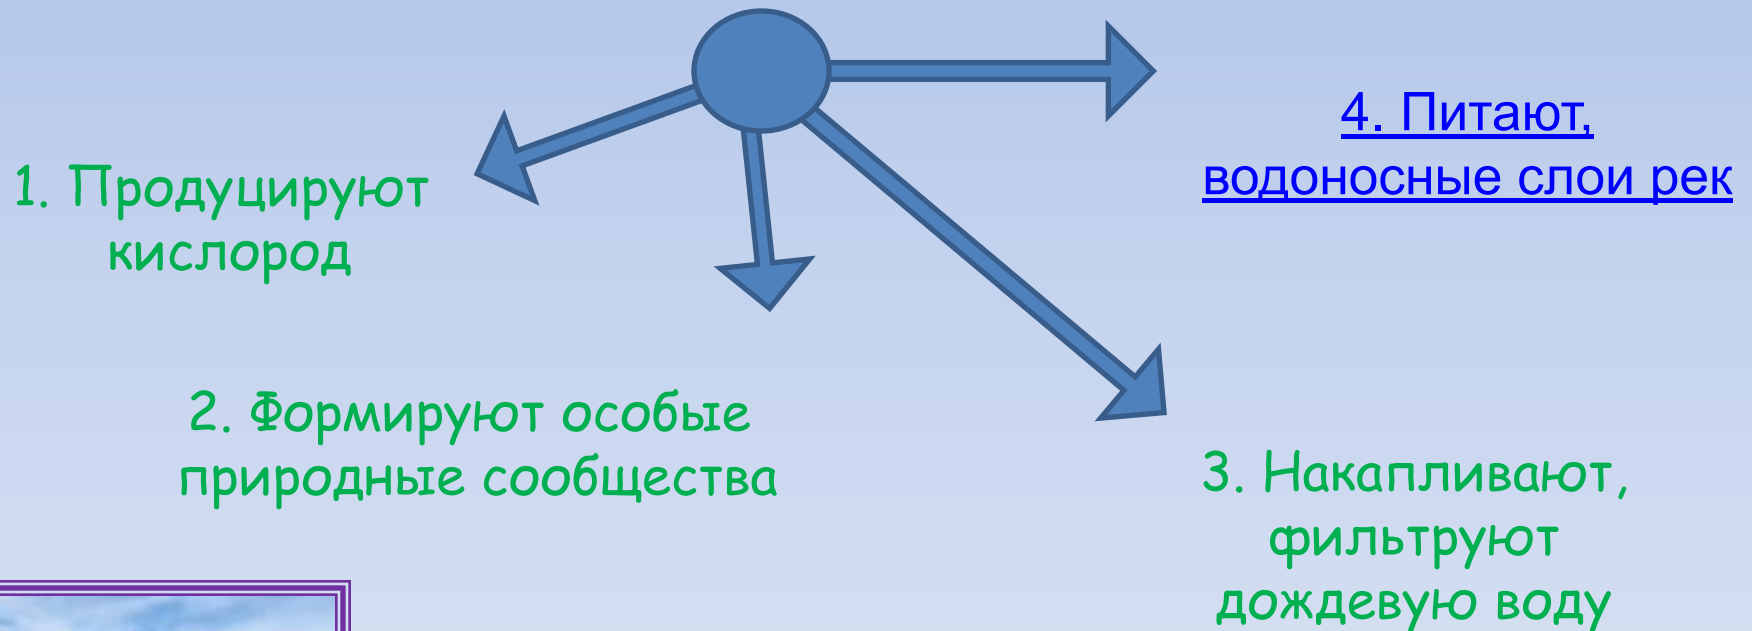 1. Продуцируют
кислород
2. Формируют особые
природные сообщества
3. Накапливают,
фильтруют
дождевую воду
4. Питают,
водоносные слои рек